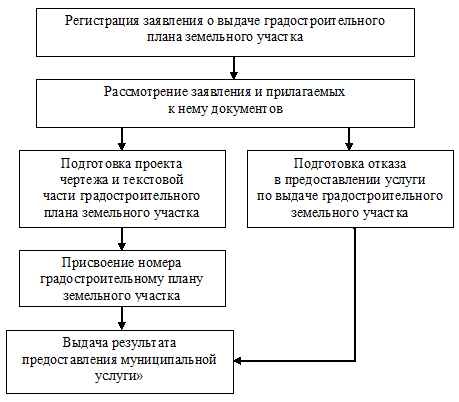 Регистрация заявления о выдаче градостроительного
плана земельного участка
Рассмотрение заявления и прилагаемых
к нему документов
Подготовка проекта
чертежа и текстовой
части градостроительного
плана земельного участка
Подготовка отказа
в предоставлении услуги
по выдаче градостроительного
земельного участка
Присвоение номера
градостроительному плану
земельного участка
Выдача результата
предоставления муниципальной
услуги»